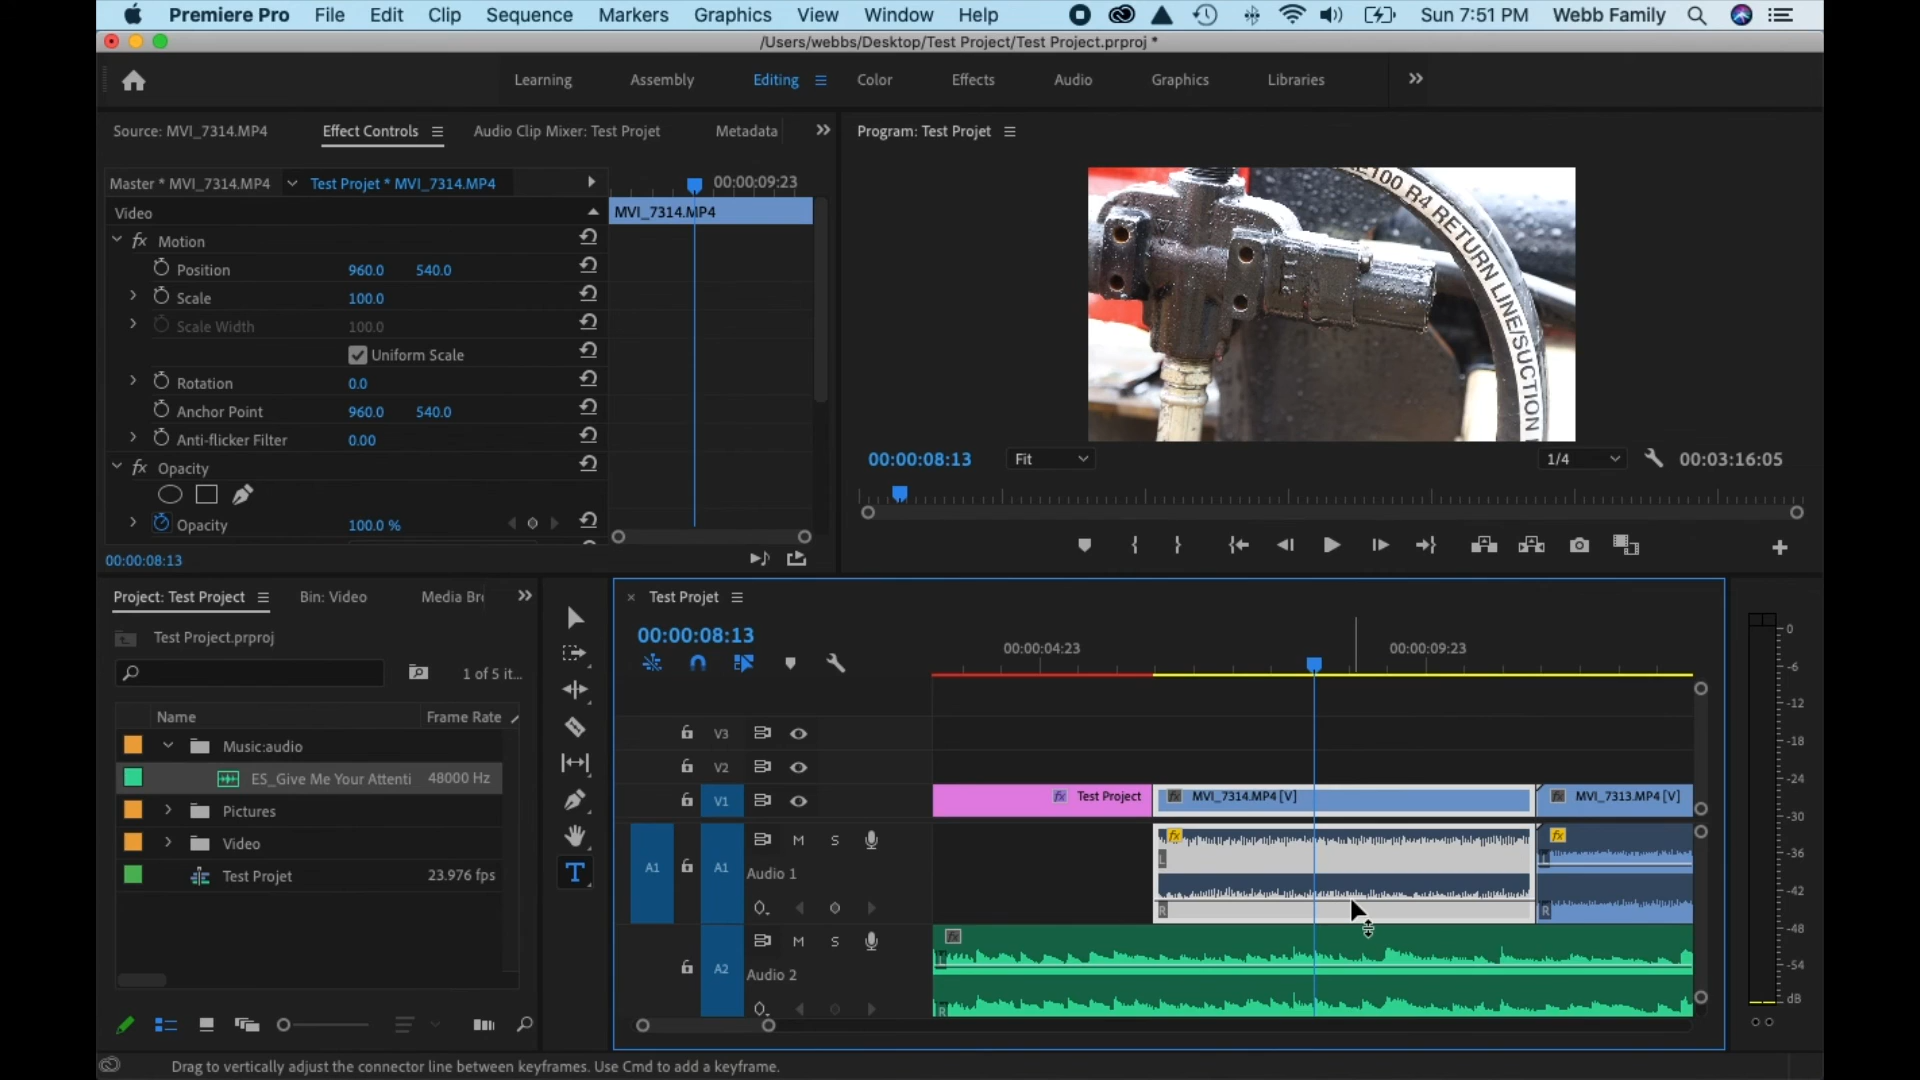 Premiere Pro File Edit Clip Sequence Markers Graphics View Window Help Sun 7:51 PM Webb Family
/Users/webbs/Desktop/Test Project/Test Project.prproj *
Learning Assembly Editing Color Effects Audio Graphics Libraries
Source: MVI_7314.MP4 Effect Controls Audio Clip Mixer: Test Projet Metadata
Master * MVI_7314.MP4 Test Projet * MVI_7314.MP4
00:00:09:23
Video
MVI_7314.MP4
fx Motion
Position 960.0 540.0
Scale 100.0
Scale Width 100.0
Uniform Scale
Rotation 0.0
Anchor Point 960.0 540.0
Anti-flicker Filter 0.00
fx Opacity
Opacity 100.0 %
00:00:08:13
Program: Test Projet
E100 R4 RETURN LINE/SUCTION
00:00:08:13 Fit 1/4 00:03:16:05
Project: Test Project Bin: Video Media Br
Test Project.prproj
1 of 5 it...
Name Frame Rate
Music:audio
ES_Give Me Your Attenti 48000 Hz
Pictures
Video
Test Projet 23.976 fps
T
× Test Projet
00:00:08:13
00:00:04:23 00:00:09:23
V3
V2
V1
fx Test Project
fx MVI_7314.MP4 [V]
fx MVI_7313.MP4 [V]
A1 A1 M S
Audio 1
fx L R
fx R
A2 M S
Audio 2
fx R
0
-6
-12
-18
-24
-30
-36
-42
-48
-54
dB
Drag to vertically adjust the connector line between keyframes. Use Cmd to add a keyframe.